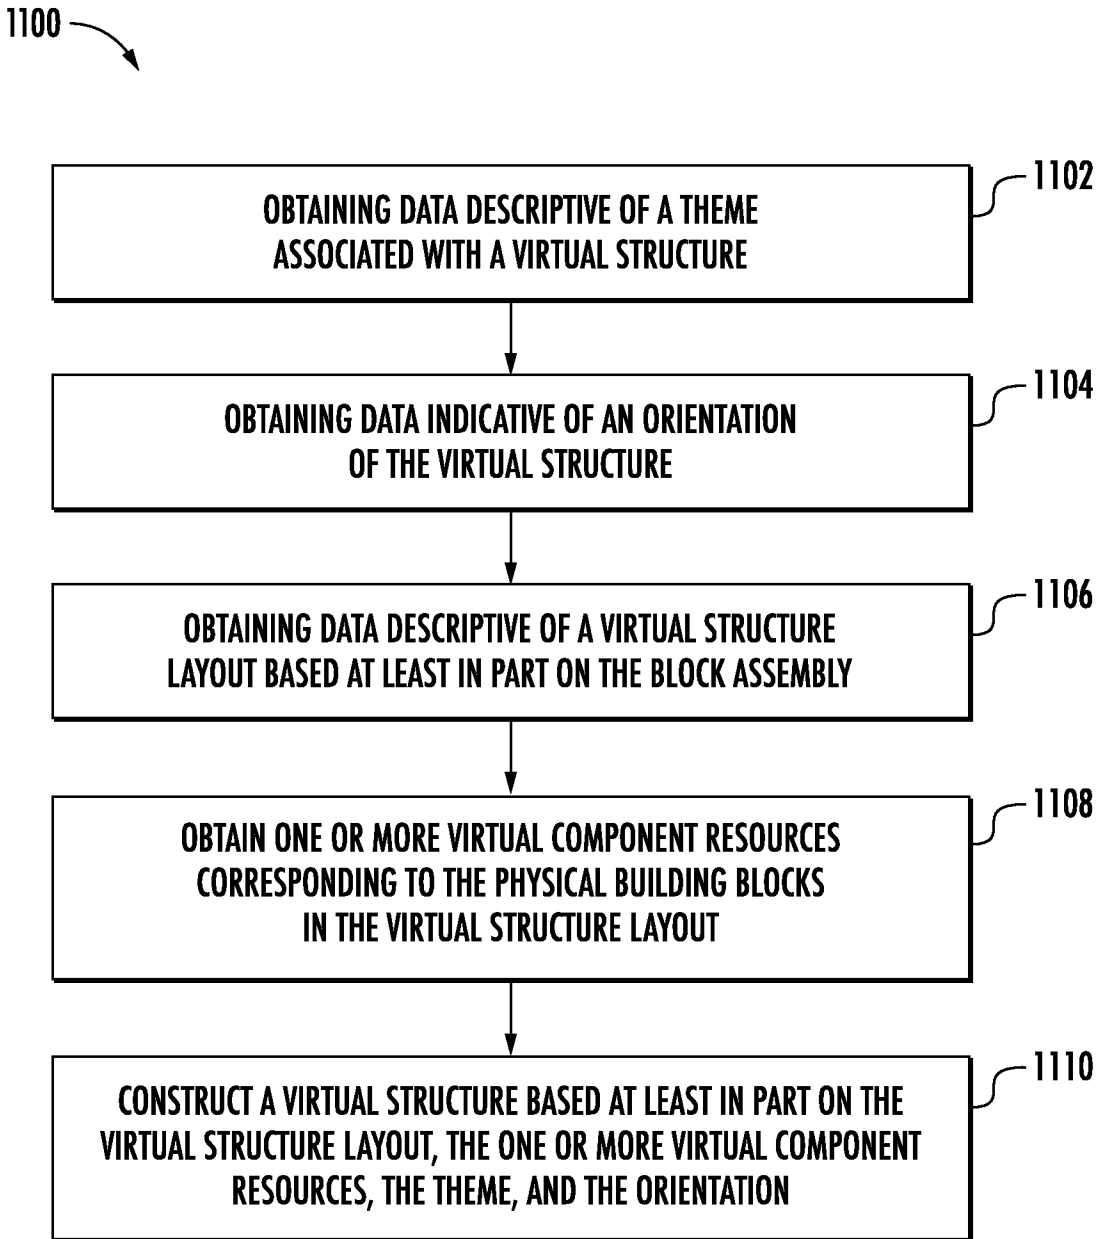 1100
1102
OBTAINING DATA DESCRIPTIVE OF A THEME
ASSOCIATED WITH A VIRTUAL STRUCTURE
1104
OBTAINING DATA INDICATIVE OF AN ORIENTATION
OF THE VIRTUAL STRUCTURE
1106
OBTAINING DATA DESCRIPTIVE OF A VIRTUAL STRUCTURE
LAYOUT BASED AT LEAST IN PART ON THE BLOCK ASSEMBLY
1108
OBTAIN ONE OR MORE VIRTUAL COMPONENT RESOURCES
CORRESPONDING TO THE PHYSICAL BUILDING BLOCKS
IN THE VIRTUAL STRUCTURE LAYOUT
1110
CONSTRUCT A VIRTUAL STRUCTURE BASED AT LEAST IN PART ON THE
VIRTUAL STRUCTURE LAYOUT, THE ONE OR MORE VIRTUAL COMPONENT
RESOURCES, THE THEME, AND THE ORIENTATION